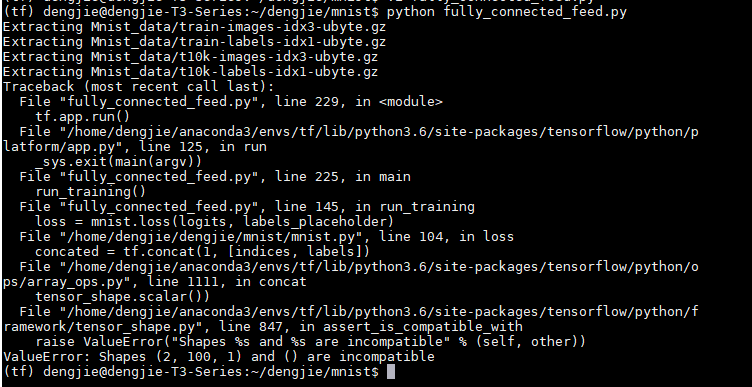 (tf) dengjie@dengjie-T3-Series:~/dengjie/mnist$ python fully_connected_feed.py
Extracting Mnist_data/train-images-idx3-ubyte.gz
Extracting Mnist_data/train-labels-idx1-ubyte.gz
Extracting Mnist_data/t10k-images-idx3-ubyte.gz
Extracting Mnist_data/t10k-labels-idx1-ubyte.gz
Traceback (most recent call last):
  File "fully_connected_feed.py", line 229, in <module>
    tf.app.run()
  File "/home/dengjie/anaconda3/envs/tf/lib/python3.6/site-packages/tensorflow/python/p
latform/app.py", line 125, in run
    _sys.exit(main(argv))
  File "fully_connected_feed.py", line 225, in main
    run_training()
  File "fully_connected_feed.py", line 145, in run_training
    loss = mnist.loss(logits, labels_placeholder)
  File "/home/dengjie/dengjie/mnist/mnist.py", line 104, in loss
    concated = tf.concat(1, [indices, labels])
  File "/home/dengjie/anaconda3/envs/tf/lib/python3.6/site-packages/tensorflow/python/o
ps/array_ops.py", line 1111, in concat
    tensor_shape.scalar())
  File "/home/dengjie/anaconda3/envs/tf/lib/python3.6/site-packages/tensorflow/python/f
ramework/tensor_shape.py", line 847, in assert_is_compatible_with
    raise ValueError("Shapes %s and %s are incompatible" % (self, other))
ValueError: Shapes (2, 100, 1) and () are incompatible
(tf) dengjie@dengjie-T3-Series:~/dengjie/mnist$